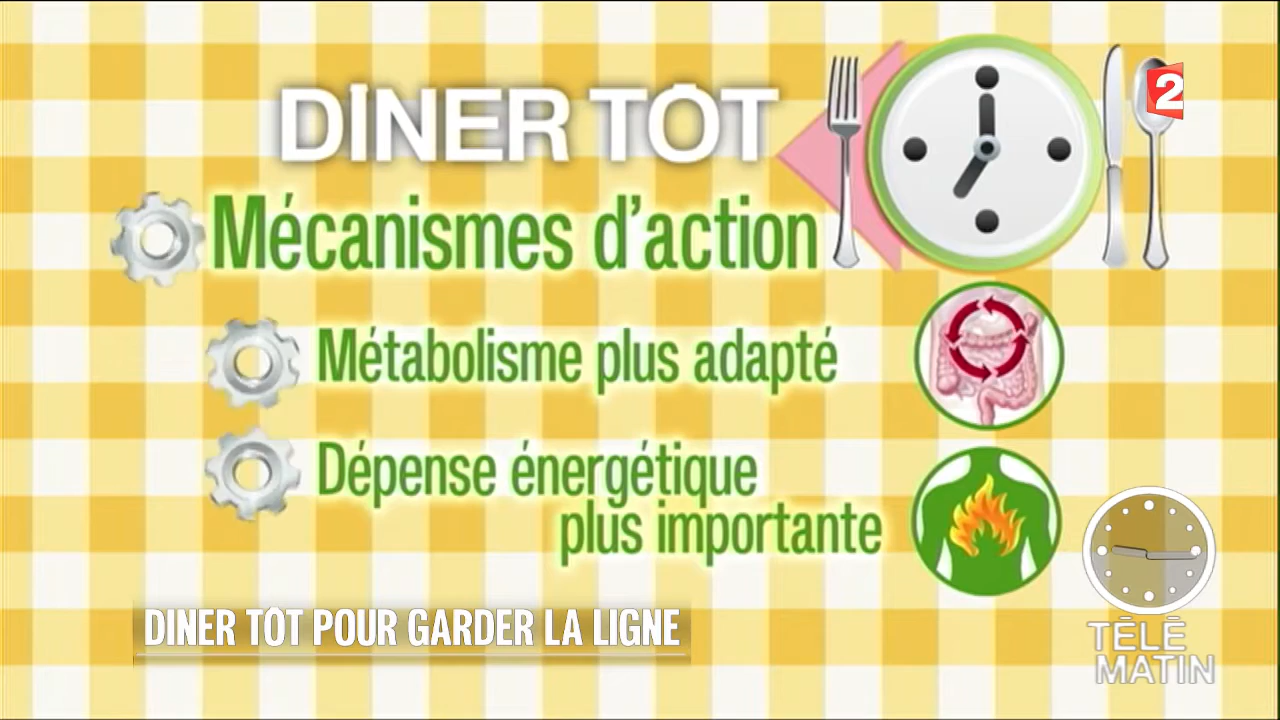 DÎNER TÔT
Mécanismes d'action
Métabolisme plus adapté
Dépense énergétique
plus importante
2
DINER TÔT POUR GARDER LA LIGNE
TÉLÉ
MATIN